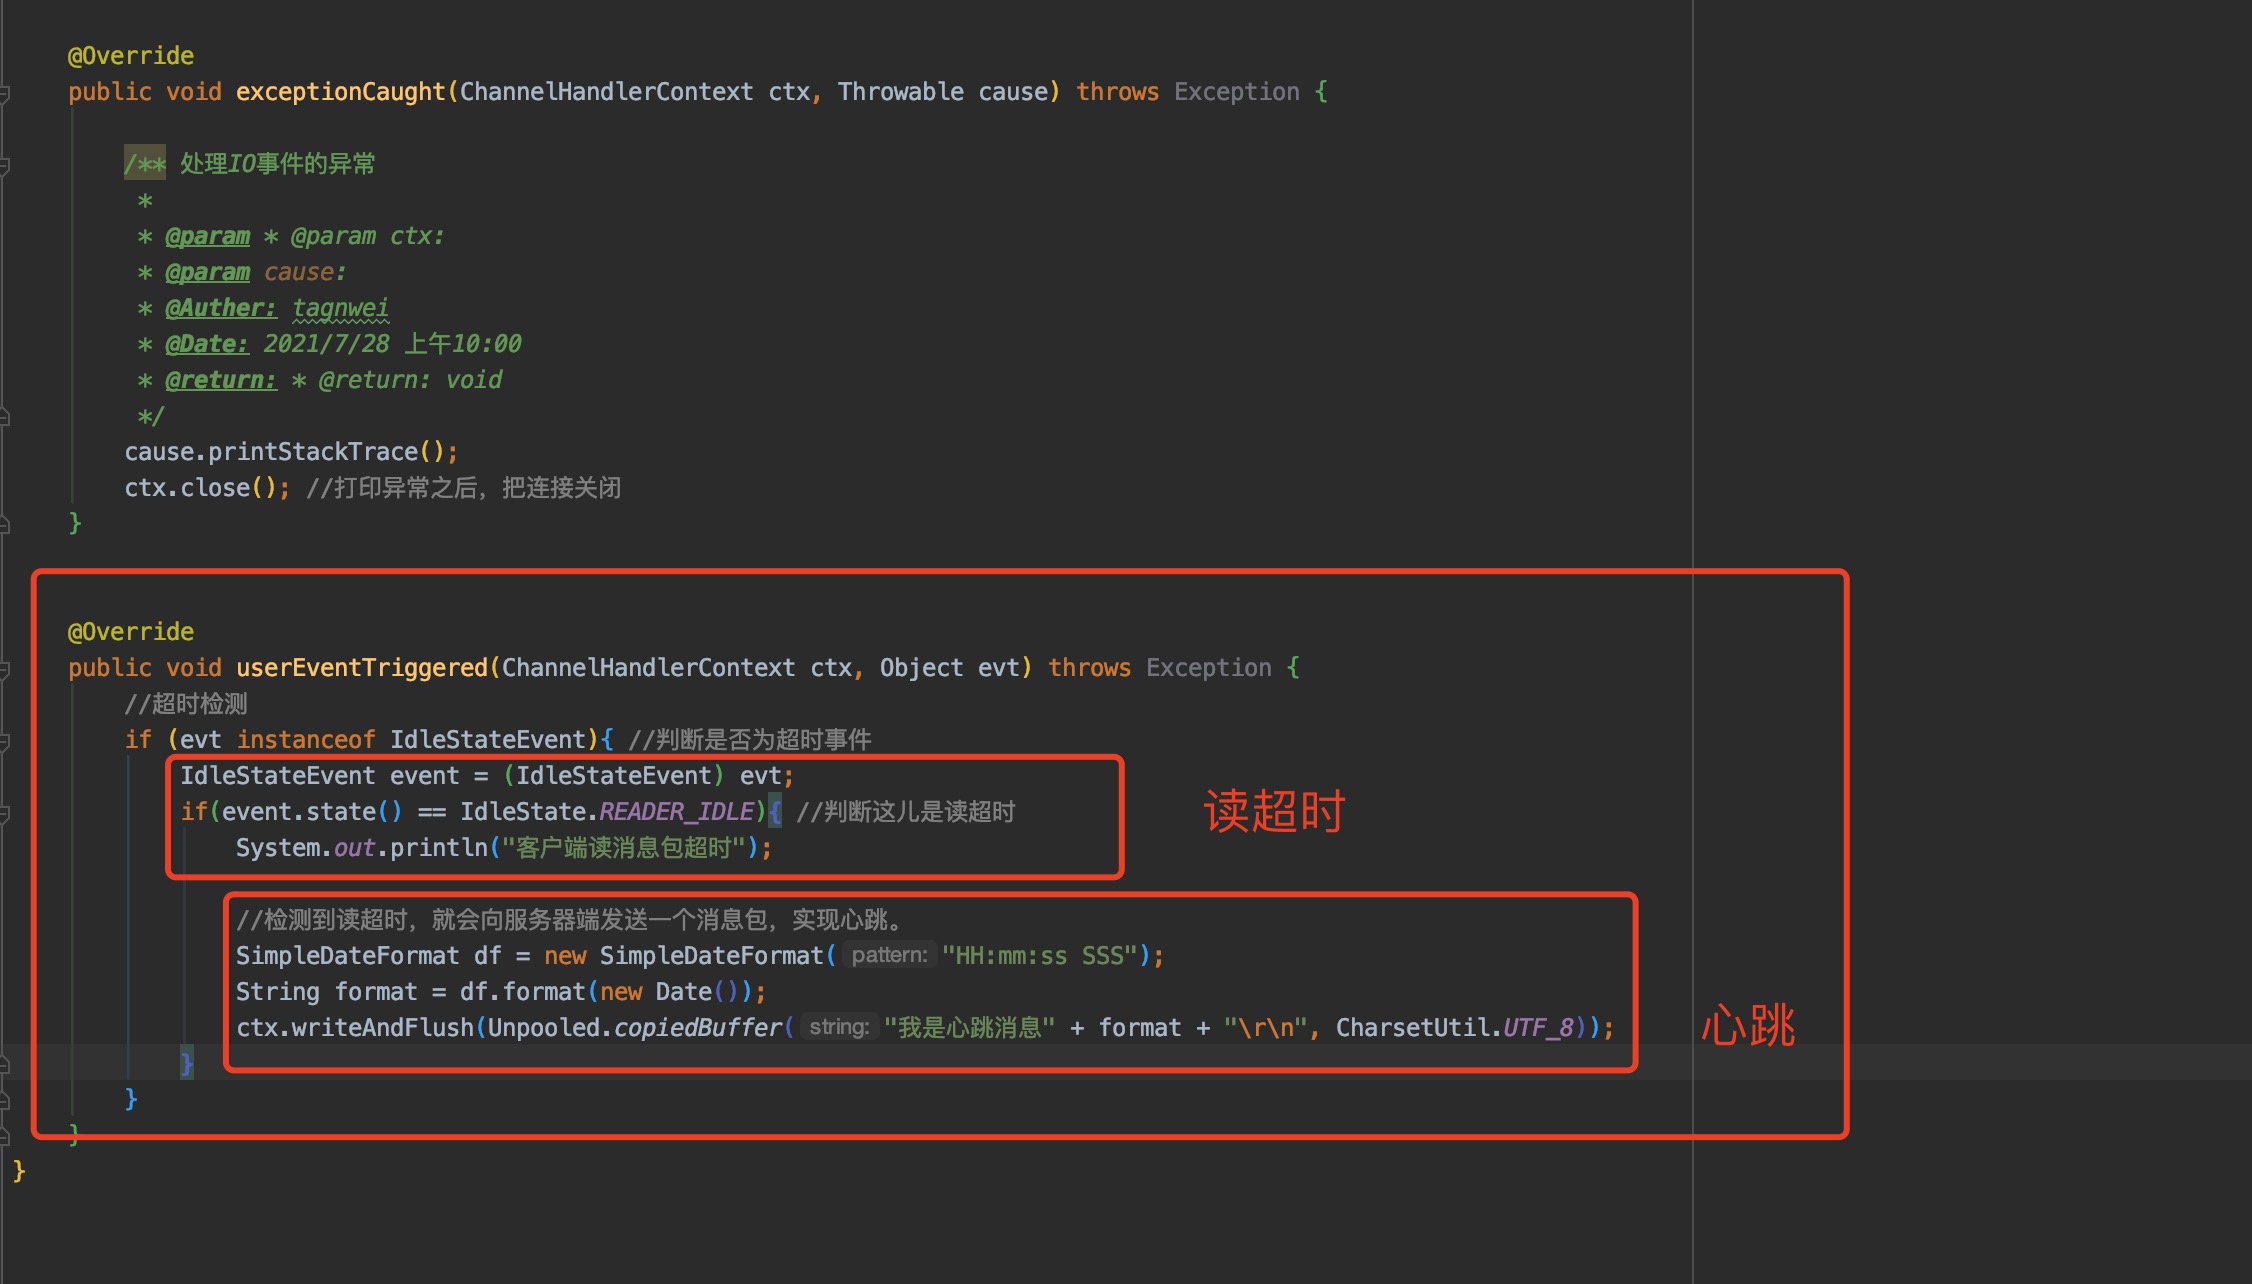 @Override
public void exceptionCaught(ChannelHandlerContext ctx, Throwable cause) throws Exception {
/** 处理IO事件的异常
*
* @param * @param ctx:
* @param cause:
* @Auther: tagnwei
* @Date: 2021/7/28 上午10:00
* @return: * @return: void
*/
cause.printStackTrace();
ctx.close(); //打印异常之后，把连接关闭
}
@Override
public void userEventTriggered(ChannelHandlerContext ctx, Object evt) throws Exception {
//超时检测
if (evt instanceof IdleStateEvent){ //判断是否为超时事件
IdleStateEvent event = (IdleStateEvent) evt;
if(event.state() == IdleState.READER_IDLE){ //判断这儿是读超时
读超时
System.out.println("客户端读消息包超时");
//检测到读超时，就会向服务器端发送一个消息包，实现心跳。
SimpleDateFormat df = new SimpleDateFormat( pattern: "HH:mm:ss SSS");
String format = df.format(new Date());
ctx.writeAndFlush(Unpooled.copiedBuffer( string: "我是心跳消息" + format + "\r\n", CharsetUtil.UTF_8));
心跳
}
}
}
}